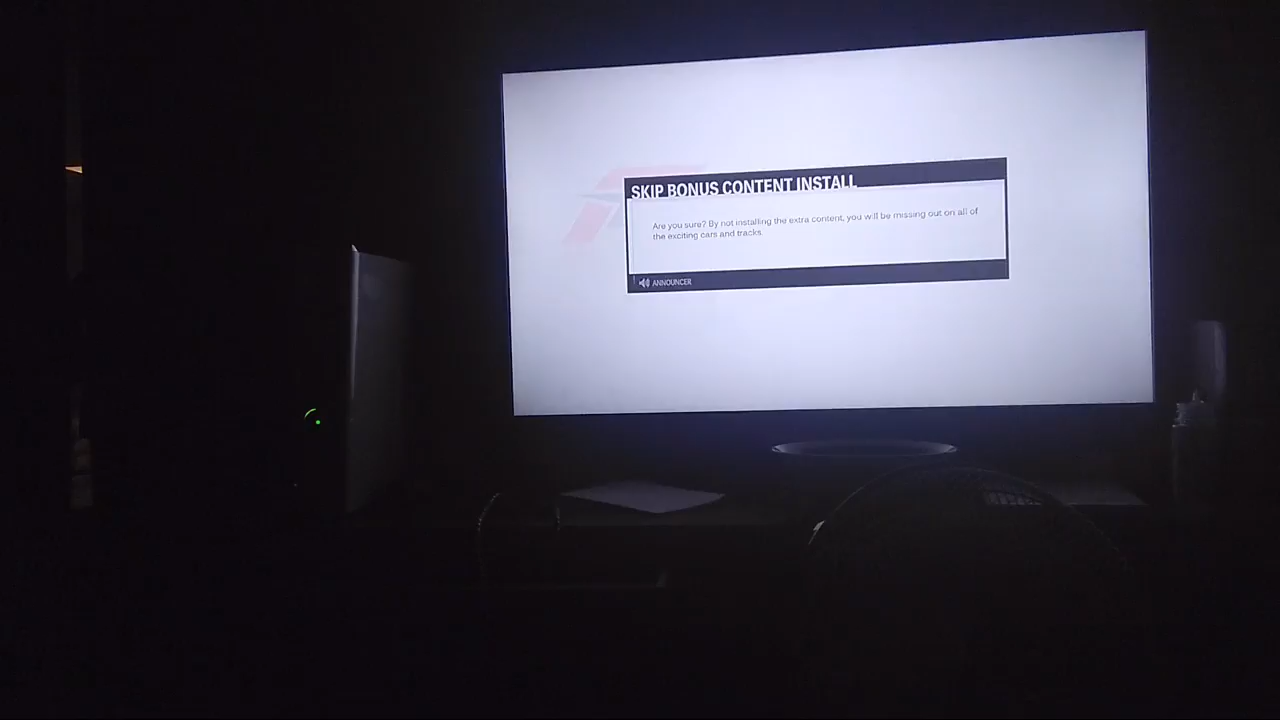 SKIP BONUS CONTENT INSTALL
Are you sure? By not installing the extra content, you will be missing out on all of
the exciting cars and tracks.
ANNOUNCER